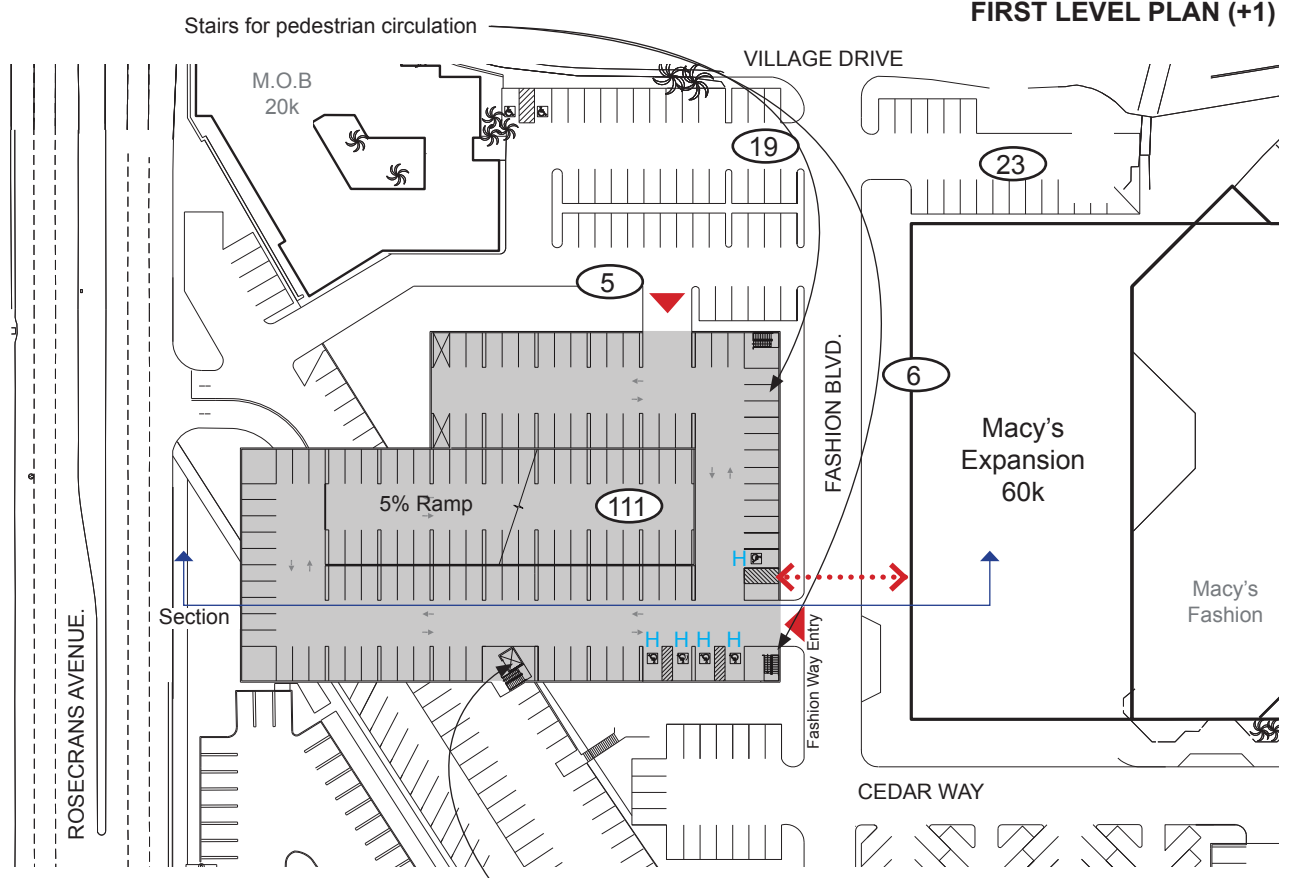 FIRST LEVEL PLAN (+1)
Stairs for pedestrian circulation
VILLAGE DRIVE
M.O.B
20k
19
23
5
6
FASHION BLVD.
Macy's
Expansion
60k
5% Ramp
111
H
Macy's
Fashion
Section
H H H H
Fashion Way Entry
ROSECRANS AVENUE.
CEDAR WAY